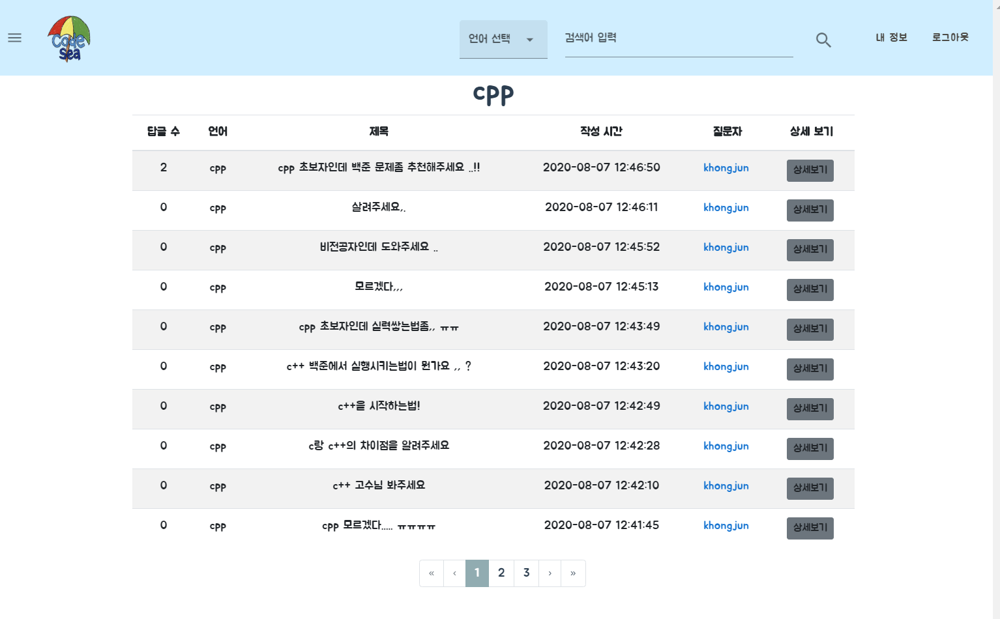 Code
Sea
언어 선택
검색어 입력
내 정보
로그아웃
cpp
답글 수 언어 제목 작성 시간 질문자 상세 보기
2 cpp cpp 초보자인데 백준 문제좀 추천해주세요 ..!! 2020-08-07 12:46:50 khongjun 상세보기
0 cpp 살려주세요,. 2020-08-07 12:46:11 khongjun 상세보기
0 cpp 비전공자인데 도와주세요 .. 2020-08-07 12:45:52 khongjun 상세보기
0 cpp 모르겠다,,, 2020-08-07 12:45:13 khongjun 상세보기
0 cpp cpp 초보자인데 실력쌓는법좀,, ㅠㅠ 2020-08-07 12:43:49 khongjun 상세보기
0 cpp c++ 백준에서 실행시키는법이 뭔가요 ,, ? 2020-08-07 12:43:20 khongjun 상세보기
0 cpp c++을 시작하는법! 2020-08-07 12:42:49 khongjun 상세보기
0 cpp c랑 c++의 차이점을 알려주세요 2020-08-07 12:42:28 khongjun 상세보기
0 cpp c++ 고수님 봐주세요 2020-08-07 12:42:10 khongjun 상세보기
0 cpp cpp 모르겠다..... ㅠㅠㅠㅠ 2020-08-07 12:41:45 khongjun 상세보기
« ‹ 1 2 3 › »